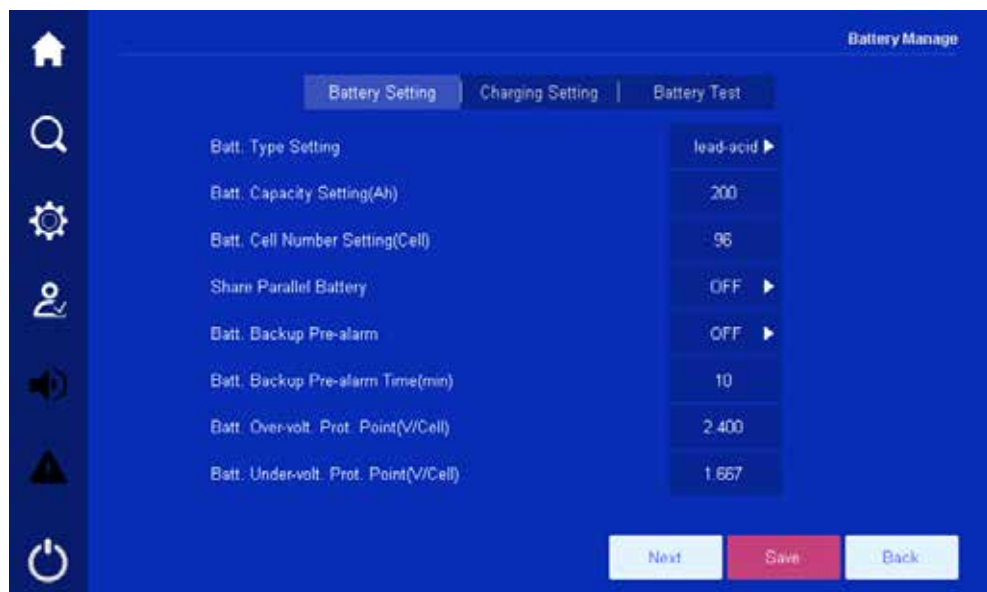 Battery Manage
Battery Setting | Charging Setting | Battery Test
Batt. Type Setting lead-acid
Batt. Capacity Setting(Ah) 200
Batt. Cell Number Setting(Cell) 96
Share Parallel Battery OFF
Batt. Backup Pre-alarm OFF
Batt. Backup Pre-alarm Time(min) 10
Batt. Over-volt. Prot. Point(V/Cell) 2.400
Batt. Under-volt. Prot. Point(V/Cell) 1.667
Next Save Back